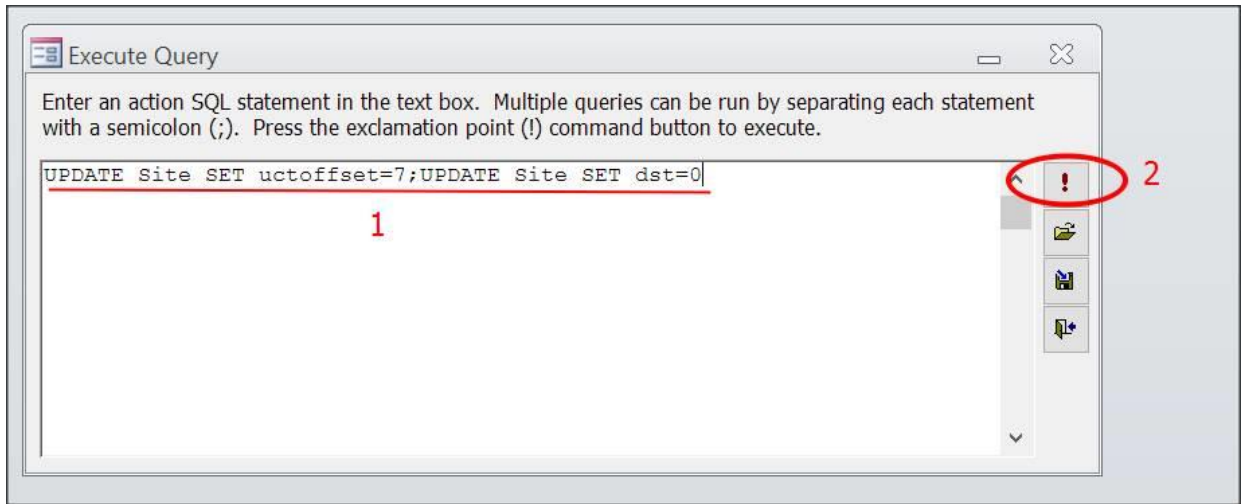 Execute Query
Enter an action SQL statement in the text box.  Multiple queries can be run by separating each statement
with a semicolon (;).  Press the exclamation point (!) command button to execute.
UPDATE Site SET uctoffset=7;UPDATE Site SET dst=0
!
2
1